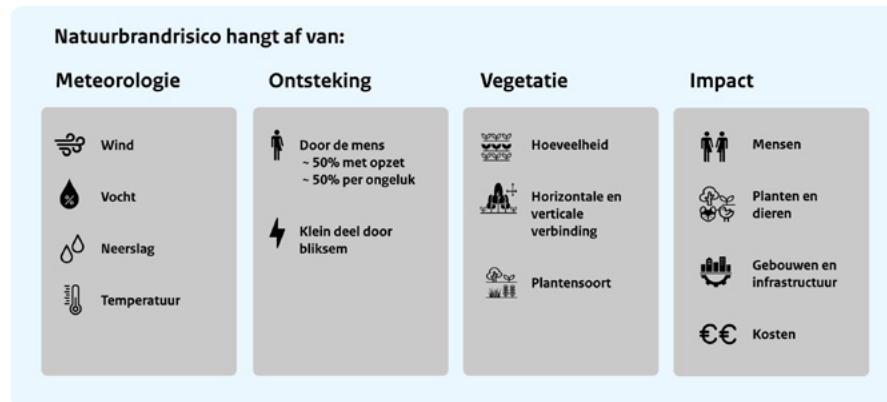 Natuurbrandrisico hangt af van:
Meteorologie
Wind
%
Vocht
Neerslag
Temperatuur
Ontsteking
Door de mens
~ 50% met opzet
~ 50% per ongeluk
Klein deel door
bliksem
Vegetatie
Hoeveelheid
Horizontale en
verticale
verbinding
Plantensoort
Impact
Mensen
Planten en
dieren
Gebouwen en
infrastructuur
€€ Kosten